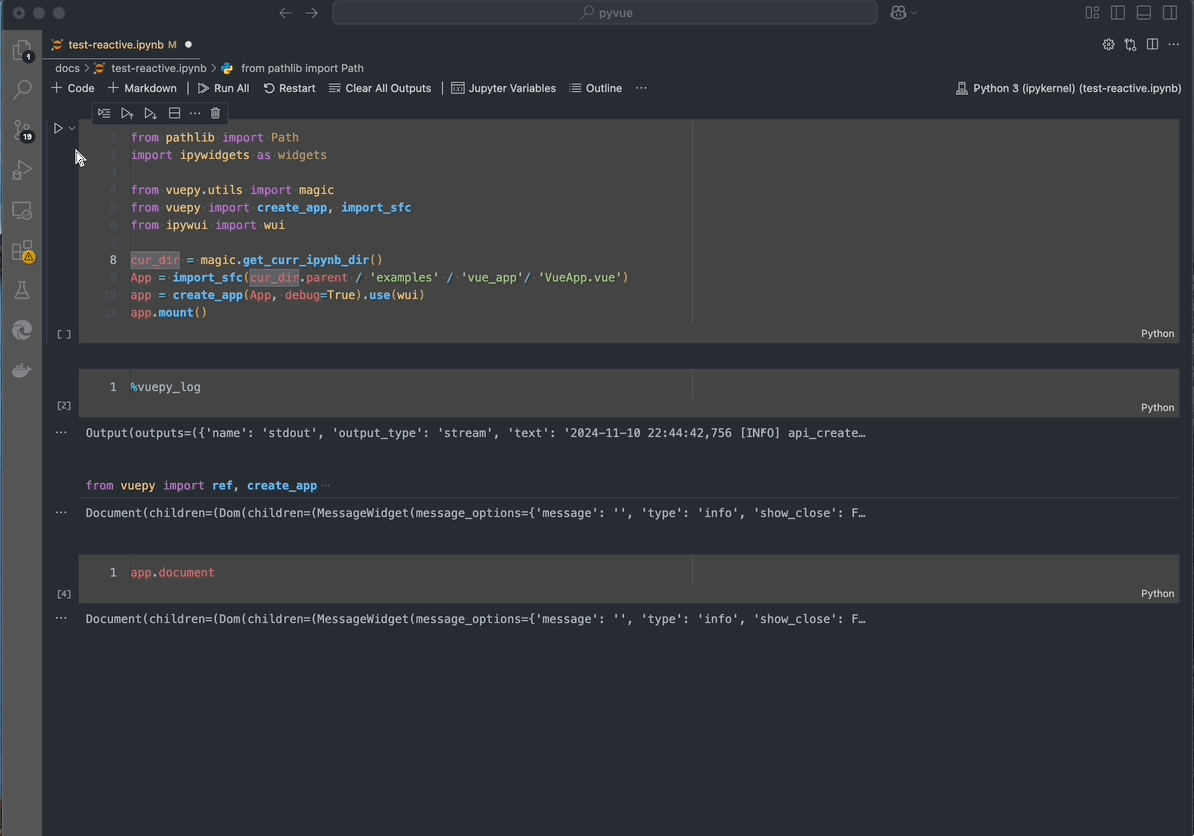 pyvue
test-reactive.ipynb M
docs > test-reactive.ipynb > from pathlib import Path
+ Code + Markdown | Run All Restart Clear All Outputs | Jupyter Variables Outline ··· Python 3 (ipykernel) (test-reactive.ipynb)
1
19
1 from pathlib import Path
2 import ipywidgets as widgets
3
4 from vuepy.utils import magic
5 from vuepy import create_app, import_sfc
6 from ipywui import wui
7
8 cur_dir = magic.get_curr_ipynb_dir()
9 App = import_sfc(cur_dir.parent / 'examples' / 'vue_app'/ 'VueApp.vue')
10 app = create_app(App, debug=True).use(wui)
11 app.mount()
[ ] Python
1 %vuepy_log
[2] Python
··· Output(outputs=({'name': 'stdout', 'output_type': 'stream', 'text': '2024-11-10 22:44:42,756 [INFO] api_create…
from vuepy import ref, create_app ···
··· Document(children=(Dom(children=(MessageWidget(message_options={'message': '', 'type': 'info', 'show_close': F…
1 app.document
[4] Python
··· Document(children=(Dom(children=(MessageWidget(message_options={'message': '', 'type': 'info', 'show_close': F…